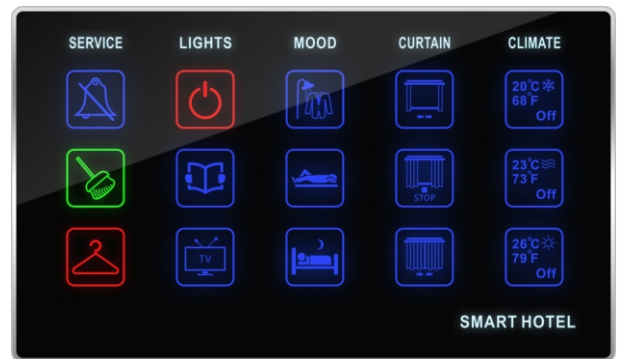 SERVICE LIGHTS MOOD CURTAIN CLIMATE
20°C
68°F
Off
23°C
73°F
Off
STOP
TV
26°C
79°F
Off
SMART HOTEL